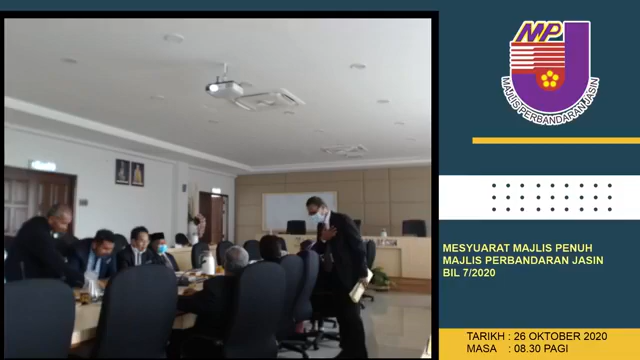 MP
MAJLIS PERBANDARAN JASIN
MESYUARAT MAJLIS PENUH
MAJLIS PERBANDARAN JASIN
BIL 7/2020
TARIKH : 26 OKTOBER 2020
MASA : 08.30 PAGI